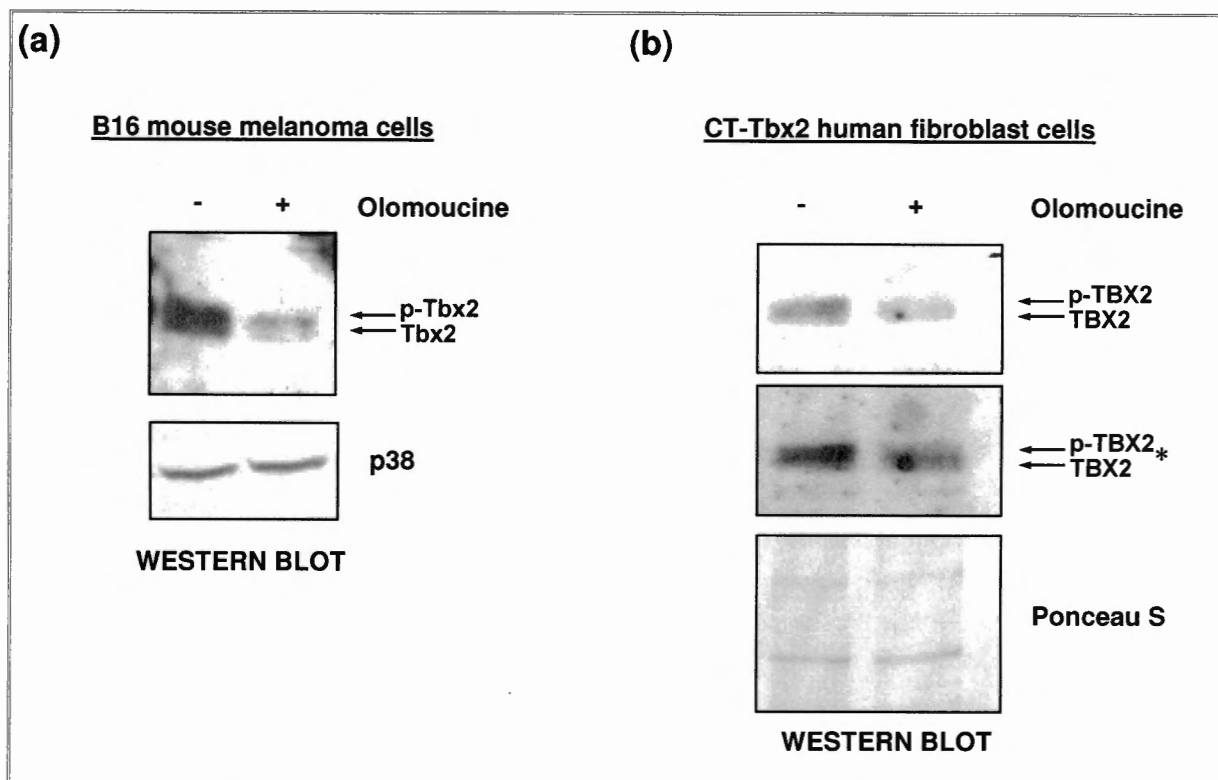 (a)
B16 mouse melanoma cells
- + Olomoucine
p-Tbx2
Tbx2
p38
WESTERN BLOT
(b)
CT-Tbx2 human fibroblast cells
- + Olomoucine
p-TBX2
TBX2
p-TBX2*
TBX2
Ponceau S
WESTERN BLOT